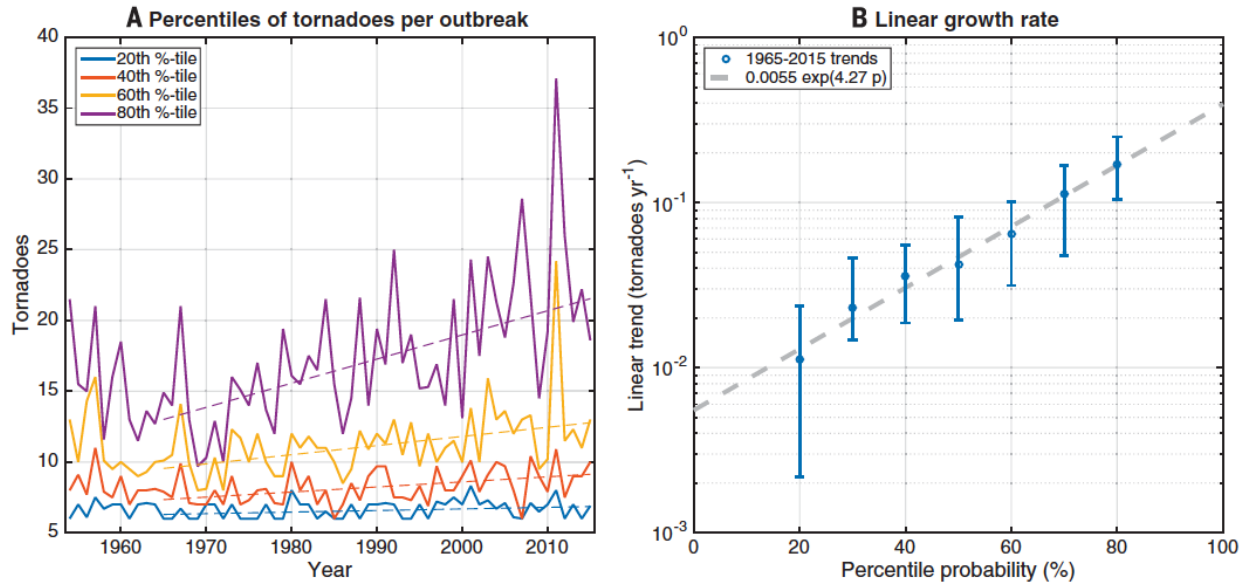 A Percentiles of tornadoes per outbreak
40
35
30
25
20
15
10
5
Tornadoes
20th %-tile
40th %-tile
60th %-tile
80th %-tile
1960 1970 1980 1990 2000 2010
Year
B Linear growth rate
10^0
10^-1
10^-2
10^-3
Linear trend (tornadoes yr^-1)
1965-2015 trends
0.0055 exp(4.27 p)
0 20 40 60 80 100
Percentile probability (%)